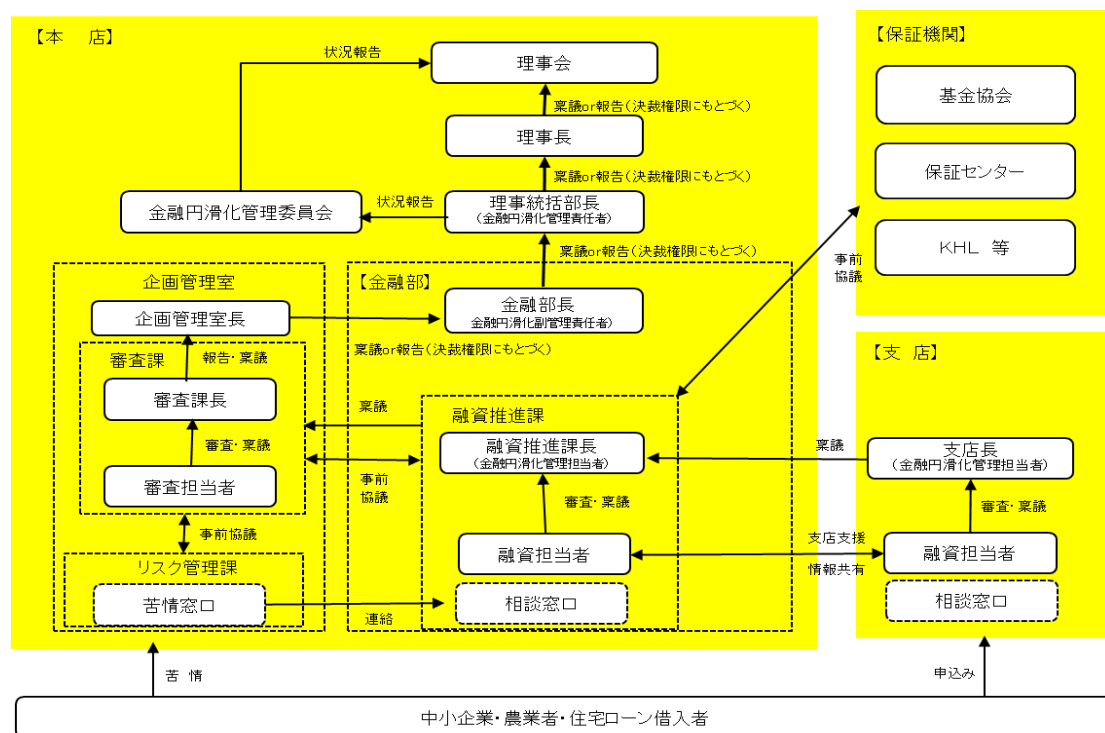 【本　店】
状況報告
理事会
稟議or報告(決裁権限にもとづく)
理事長
稟議or報告(決裁権限にもとづく)
金融円滑化管理委員会
状況報告
理事統括部長
(金融円滑化管理責任者)
稟議or報告(決裁権限にもとづく)
企画管理室
企画管理室長
【金融部】
金融部長
金融円滑化副管理責任者)
稟議or報告(決裁権限にもとづく)
審査課
報告・稟議
審査課長
審査・稟議
審査担当者
事前協議
リスク管理課
苦情窓口
連絡
稟議
事前
協議
融資推進課
融資推進課長
(金融円滑化管理担当者)
審査・稟議
融資担当者
相談窓口
【保証機関】
基金協会
保証センター
KHL　等
事前
協議
【支　店】
稟議
支店長
(金融円滑化管理担当者)
審査・稟議
支店支援
情報共有
融資担当者
相談窓口
苦　情
申込み
中小企業・農業者・住宅ローン借入者